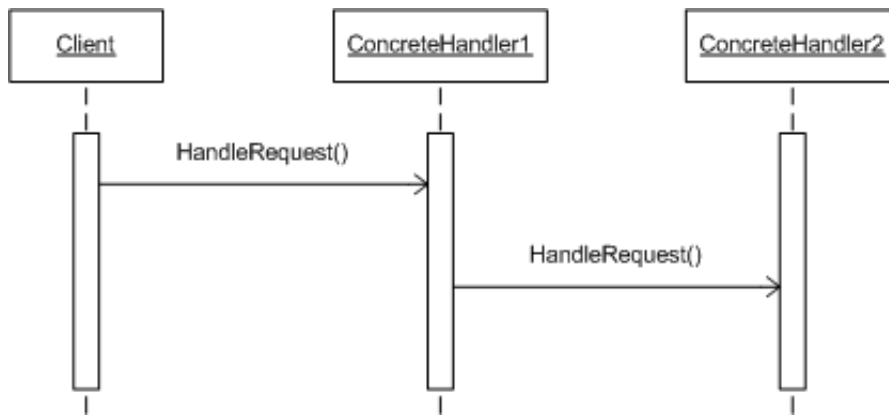 Client
ConcreteHandler1
ConcreteHandler2
HandleRequest()
HandleRequest()